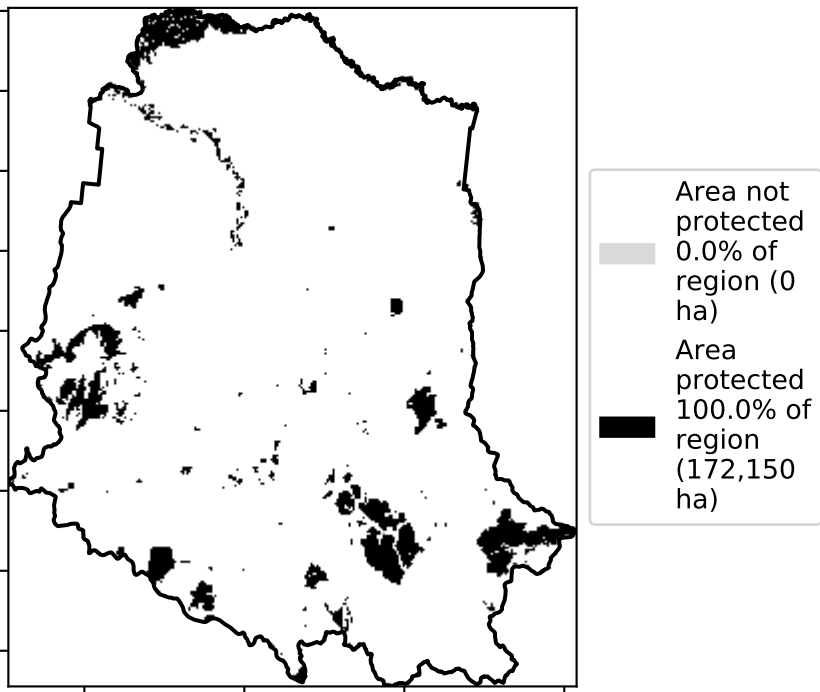 Area not
protected
0.0% of
region (0
ha)
Area
protected
100.0% of
region
(172,150
ha)